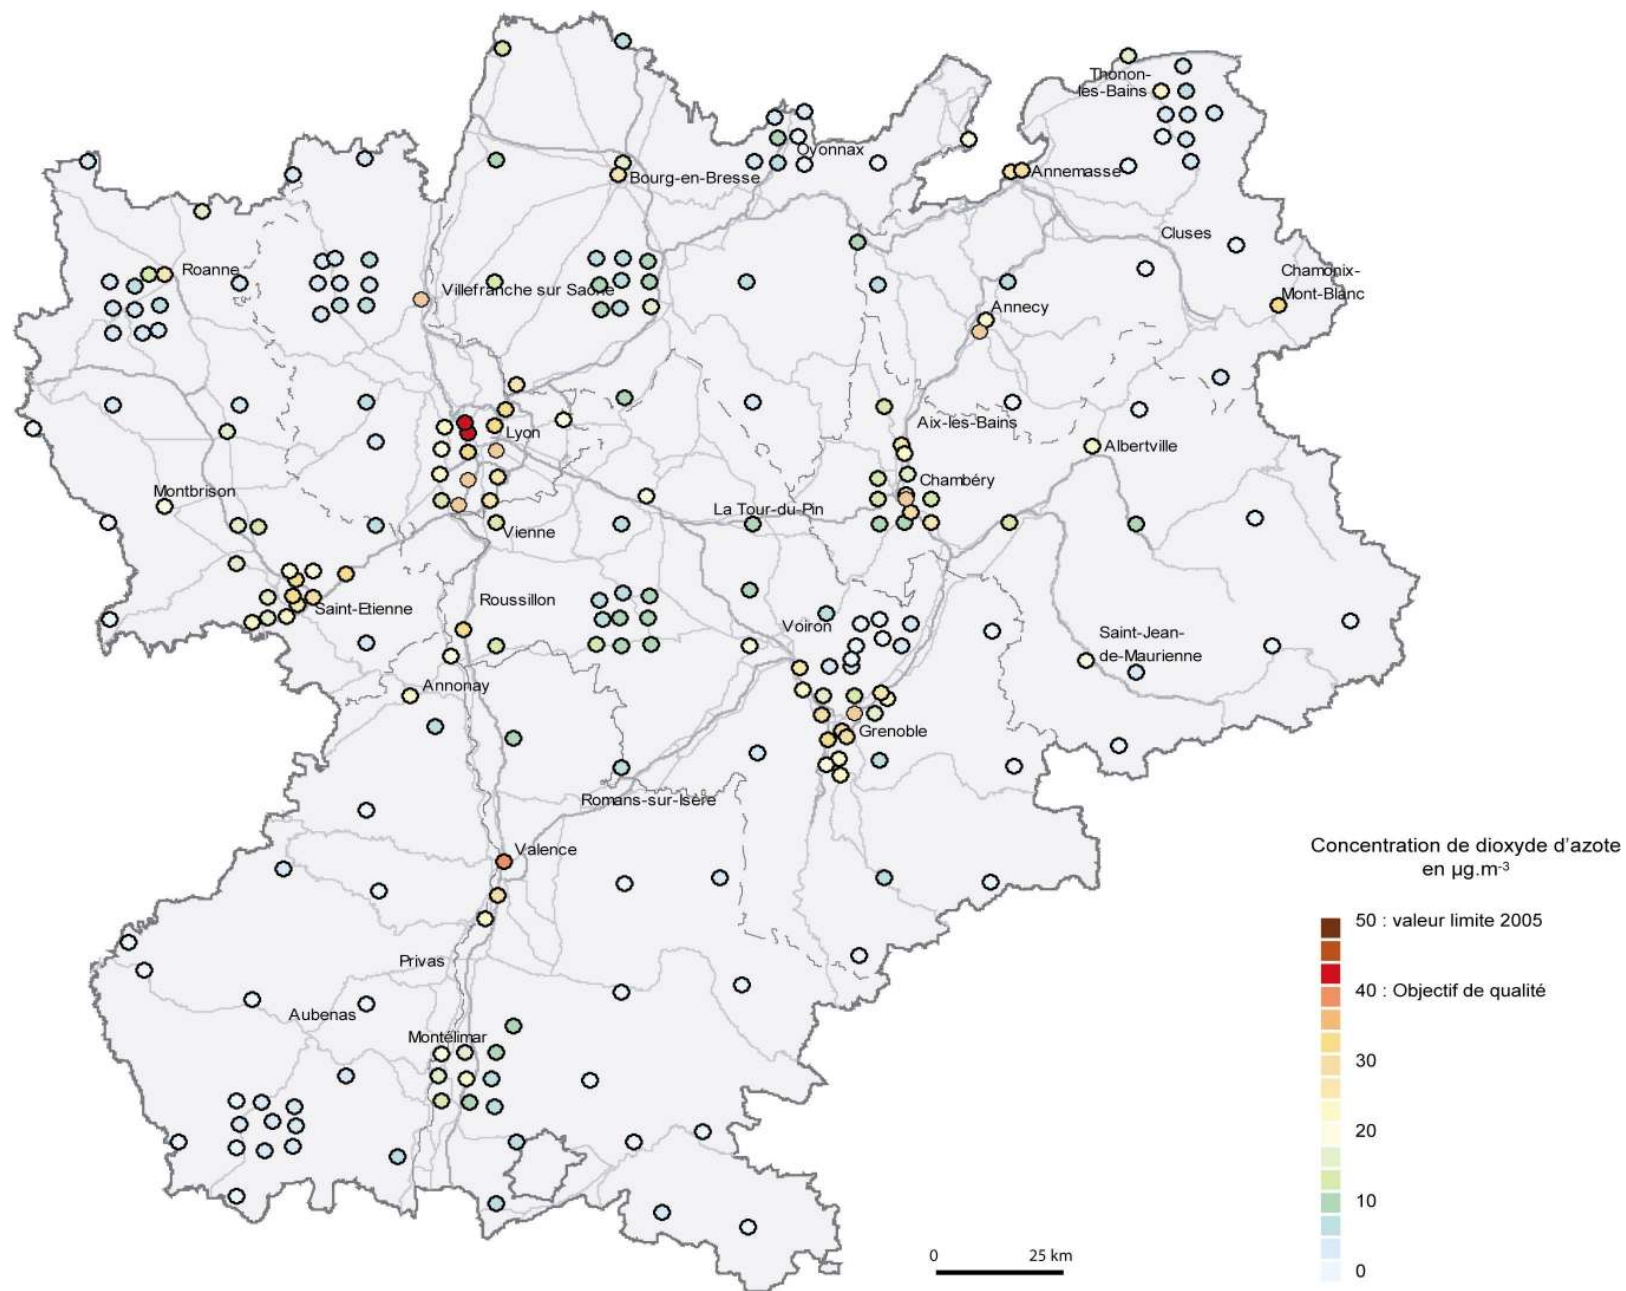 Thonon-
les-Bains
Oyonnax
Bourg-en-Bresse
Annemasse
Cluses
Roanne
Chamonix-
Mont-Blanc
Villefranche sur Saône
Annecy
Aix-les-Bains
Lyon
Albertville
Chambéry
Montbrison
La Tour-du-Pin
Vienne
Roussillon
Saint-Etienne
Voiron
Saint-Jean-
de-Maurienne
Annonay
Grenoble
Romans-sur-Isère
Valence
Privas
Aubenas
Montélimar
Concentration de dioxyde d'azote
en µg.m-3
50 : valeur limite 2005
40 : Objectif de qualité
30
20
10
0
0 25 km